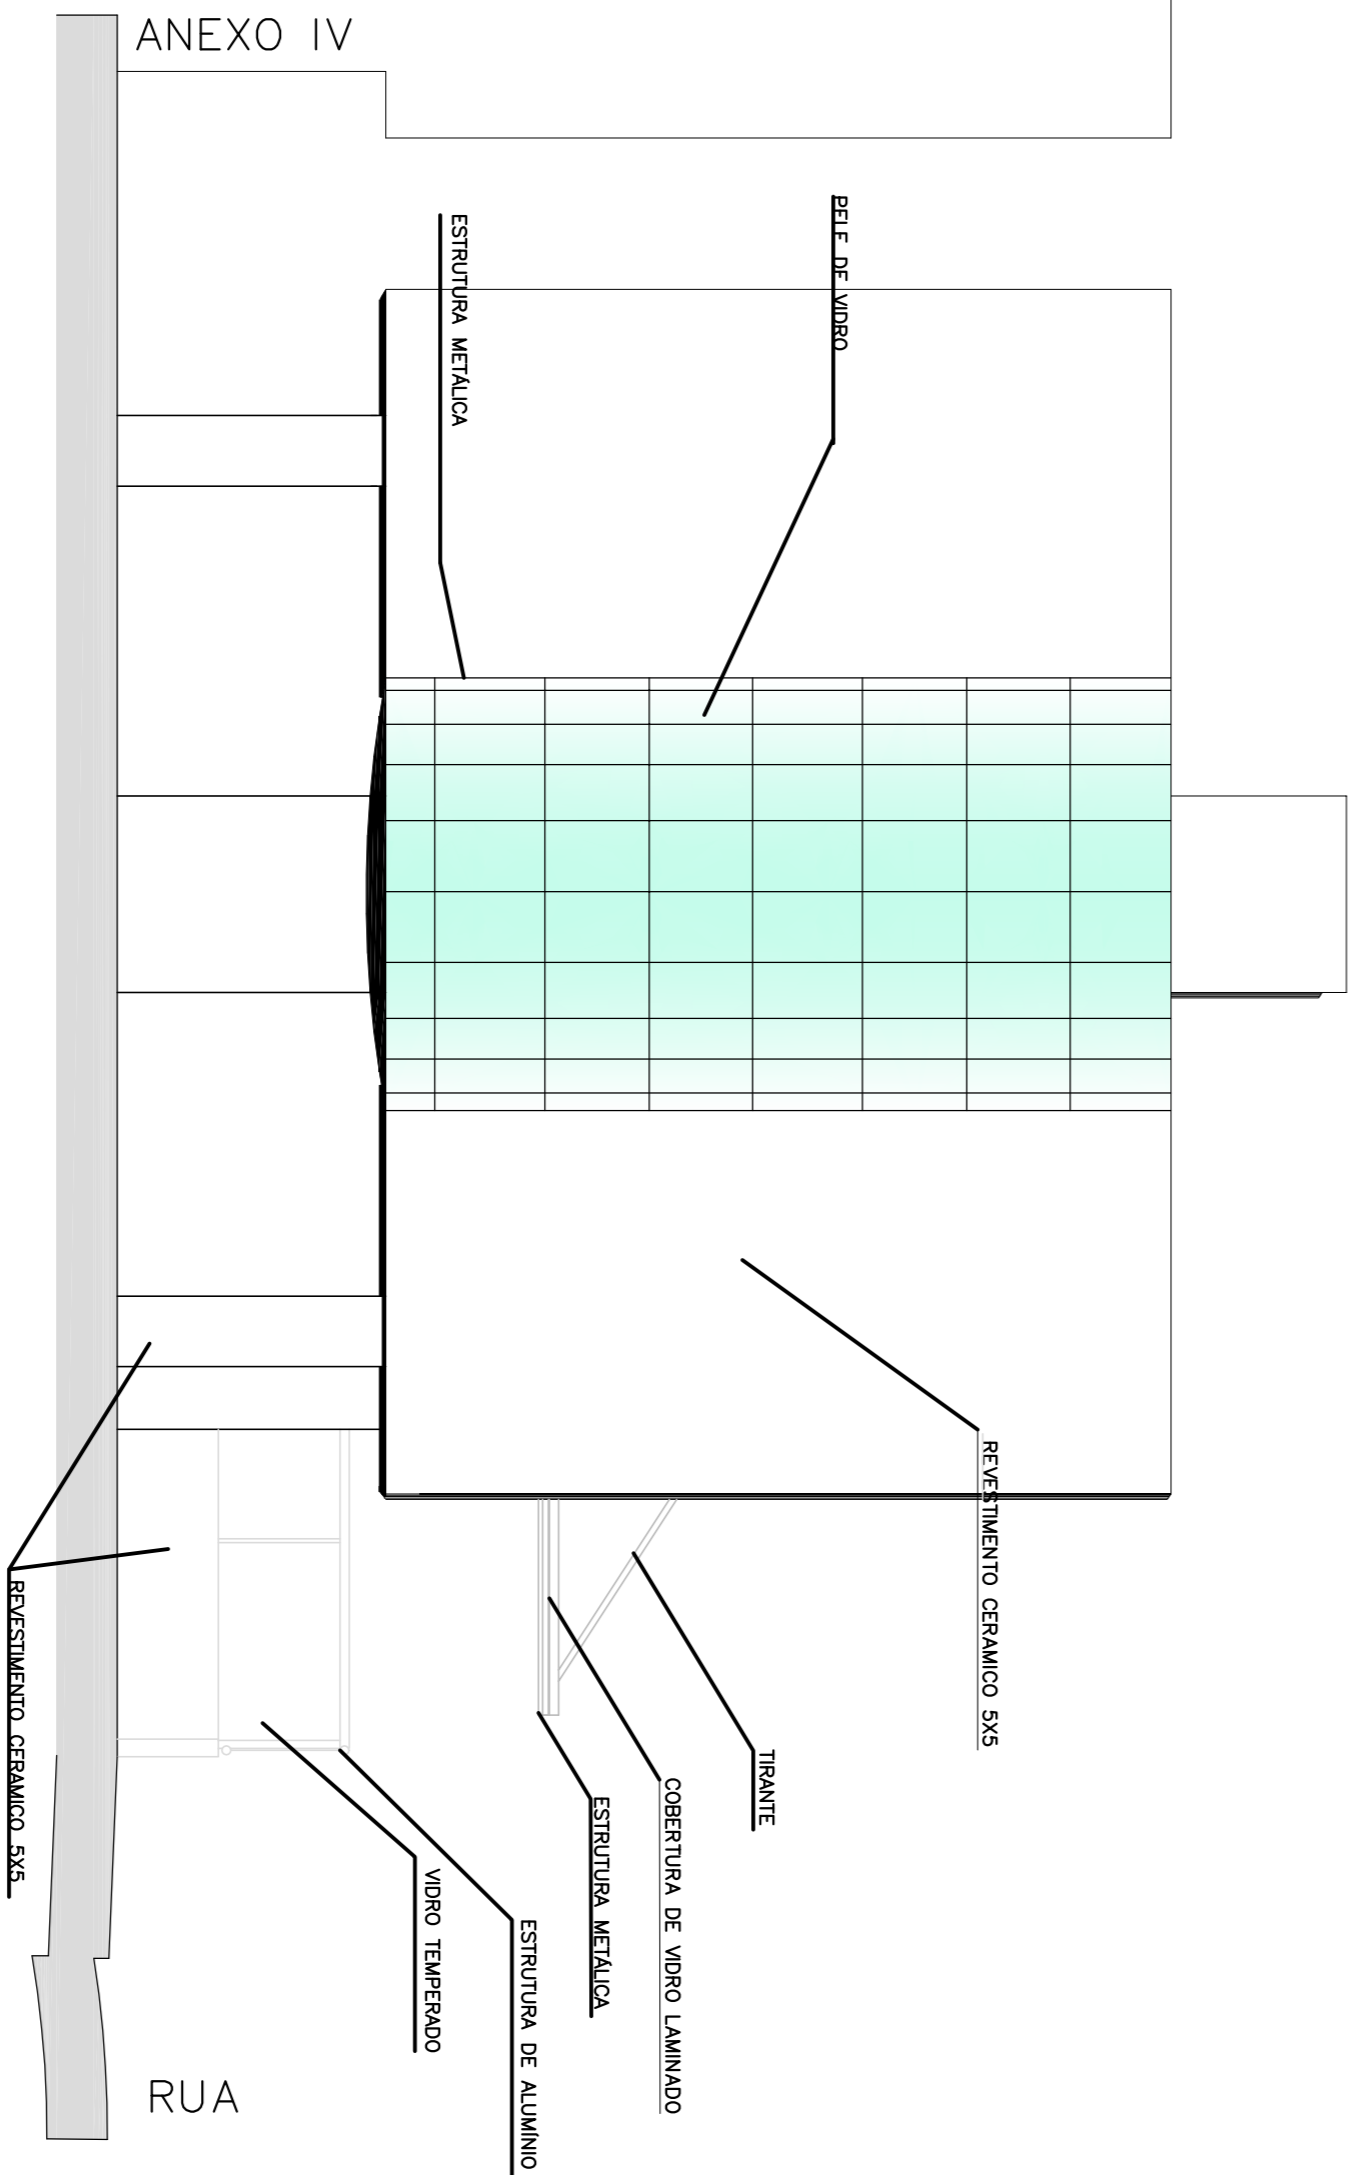 ANEXO IV
PELE DE VIDRO
ESTRUTURA METÁLICA
REVESTIMENTO CERAMICO 5X5
TIRANTE
COBERTURA DE VIDRO LAMINADO
ESTRUTURA METÁLICA
ESTRUTURA DE ALUMÍNIO
VIDRO TEMPERADO
REVESTIMENTO CERAMICO 5X5
RUA